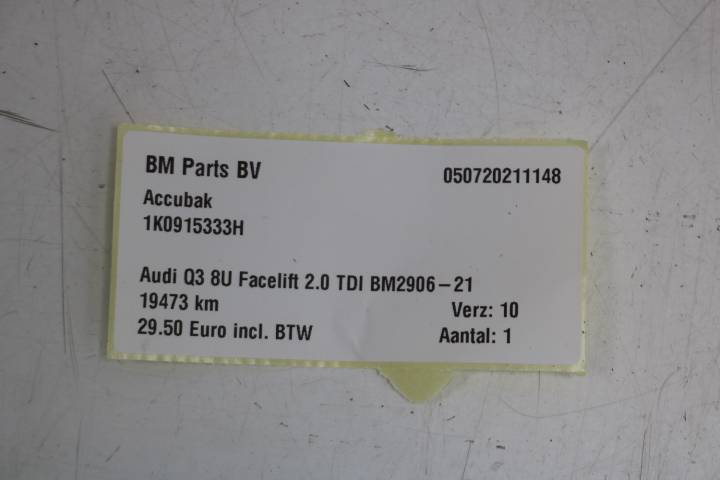 BM Parts BV 050720211148
Accubak
1K0915333H
Audi Q3 8U Facelift 2.0 TDI BM2906-21
19473 km Verz: 10
29.50 Euro incl. BTW Aantal: 1